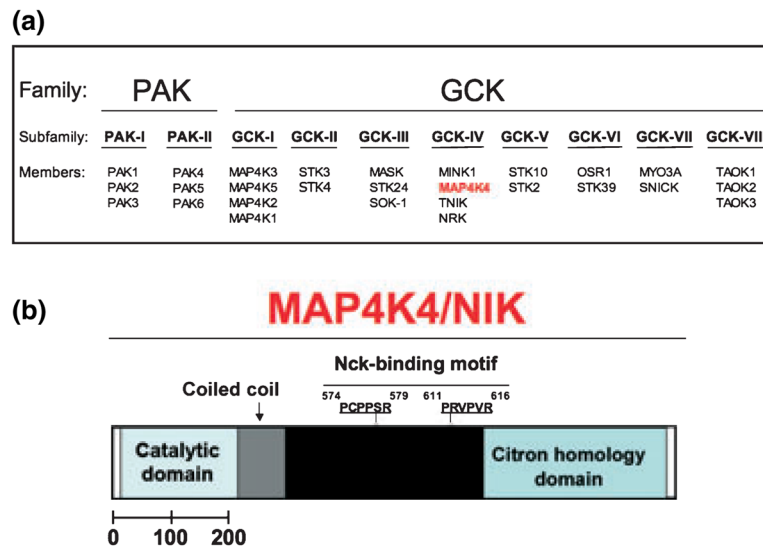 (a)
Family: PAK GCK
Subfamily: PAK-I PAK-II GCK-I GCK-II GCK-III GCK-IV GCK-V GCK-VI GCK-VII GCK-VII
Members: PAK1 PAK4 MAP4K3 STK3 MASK MINK1 STK10 OSR1 MYO3A TAOK1
PAK2 PAK5 MAP4K5 STK4 STK24 MAP4K4 STK2 STK39 SNICK TAOK2
PAK3 PAK6 MAP4K2 SOK-1 TNIK TAOK3
MAP4K1 NRK
(b)
MAP4K4/NIK
Nck-binding motif
Coiled coil
574 579 611 616
PCPPSR PRVPVR
Catalytic
domain
Citron homology
domain
0 100 200